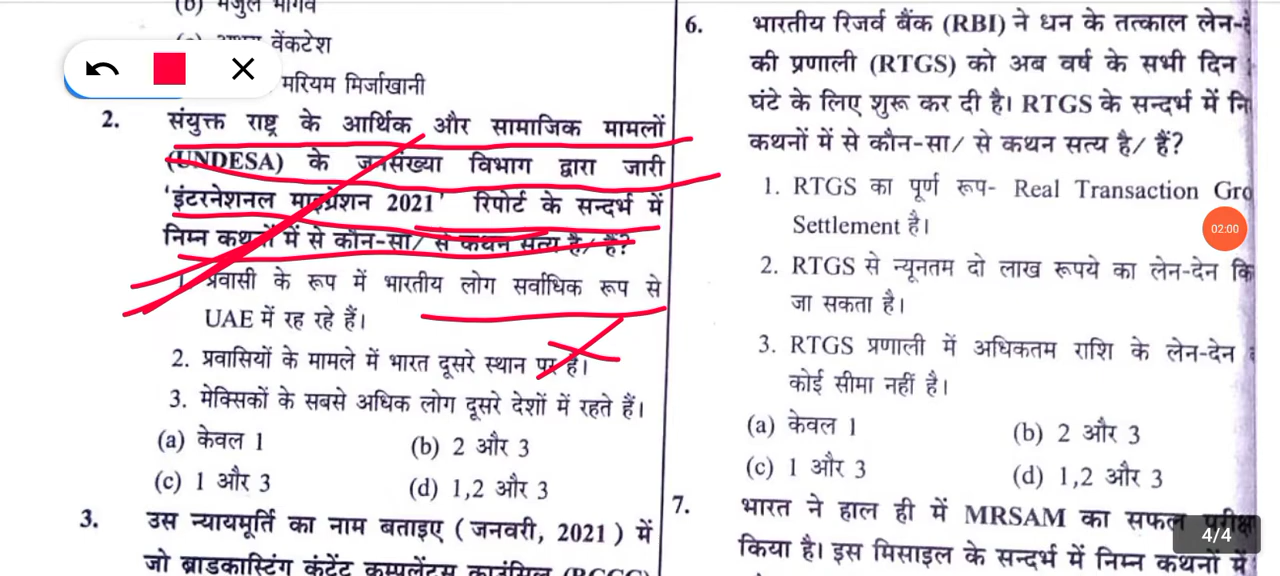 (b) मंजुल भार्गव
वेंकटेश
मरियम मिर्जाखानी
2. संयुक्त राष्ट्र के आर्थिक और सामाजिक मामलों
(UNDESA) के जनसंख्या विभाग द्वारा जारी
‘इंटरनेशनल माइग्रेशन 2021’ रिपोर्ट के सन्दर्भ में
निम्न कथनों में से कौन-सा/ से कथन सत्य है/ हैं?
1. प्रवासी के रूप में भारतीय लोग सर्वाधिक रूप से
UAE में रह रहे हैं।
2. प्रवासियों के मामले में भारत दूसरे स्थान पर है।
3. मेक्सिकों के सबसे अधिक लोग दूसरे देशों में रहते हैं।
(a) केवल 1 (b) 2 और 3
(c) 1 और 3 (d) 1,2 और 3
3. उस न्यायमूर्ति का नाम बताइए ( जनवरी, 2021 ) में
जो ब्राडकास्टिंग कंटेंट कम्पलेंट्स काउंसिल (BCCC)
6. भारतीय रिजर्व बैंक (RBI) ने धन के तत्काल लेन-दे
की प्रणाली (RTGS) को अब वर्ष के सभी दिन
घंटे के लिए शुरू कर दी है। RTGS के सन्दर्भ में नि
कथनों में से कौन-सा/ से कथन सत्य है/ हैं?
1. RTGS का पूर्ण रूप- Real Transaction Gro
Settlement है।
2. RTGS से न्यूनतम दो लाख रूपये का लेन-देन कि
जा सकता है।
3. RTGS प्रणाली में अधिकतम राशि के लेन-देन
कोई सीमा नहीं है।
(a) केवल 1 (b) 2 और 3
(c) 1 और 3 (d) 1,2 और 3
7. भारत ने हाल ही में MRSAM का सफल परीक्ष
किया है। इस मिसाइल के सन्दर्भ में निम्न कथनों में
02:00
4/4